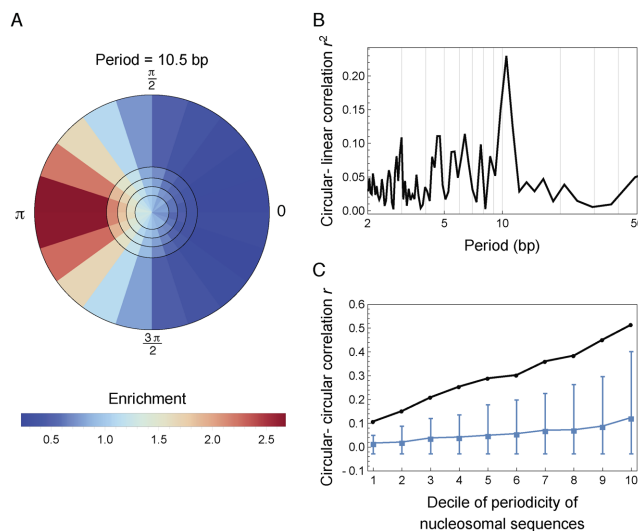 A
Period = 10.5 bp
π/2
π
0
3π/2
Enrichment
0.5 1.0 1.5 2.0 2.5
B
Circular- linear correlation r²
0.20
0.15
0.10
0.05
0.00
2 5 10 50
Period (bp)
C
Circular- circular correlation r
0.6
0.5
0.4
0.3
0.2
0.1
0.0
- 0.1
1 2 3 4 5 6 7 8 9 10
Decile of periodicity of
nucleosomal sequences